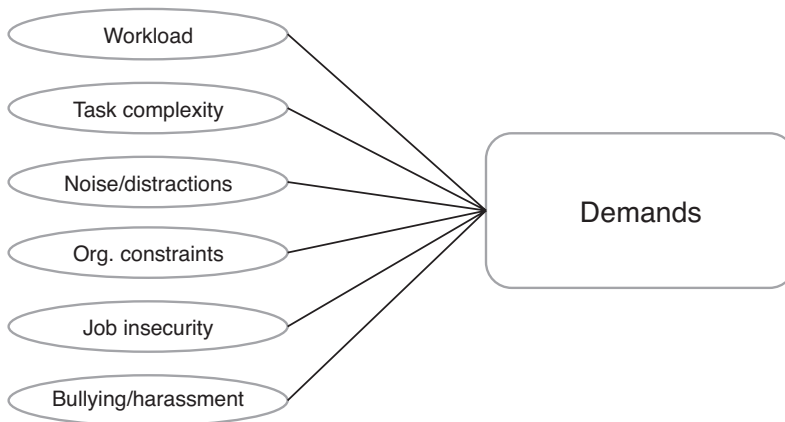 Workload
Task complexity
Noise/distractions
Org. constraints
Job insecurity
Bullying/harassment
Demands